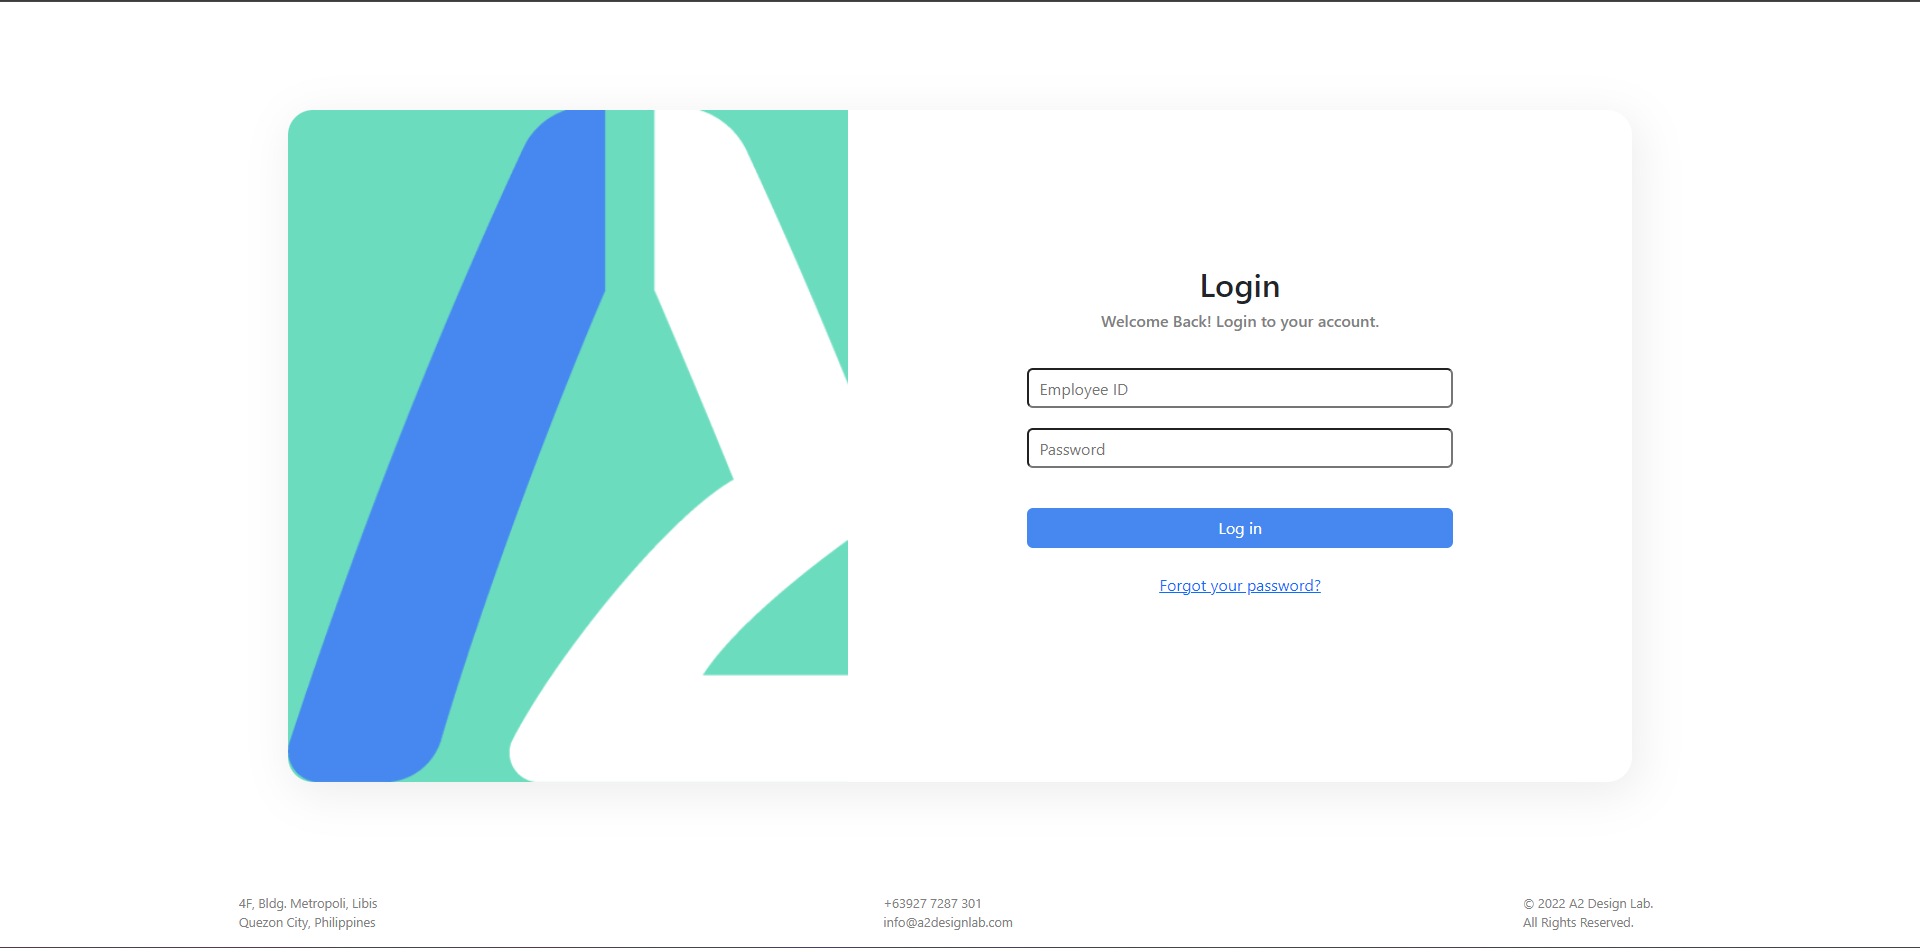 Login
Welcome Back! Login to your account.
Employee ID
Password
Log in
Forgot your password?
4F, Bldg. Metropoli, Libis
Quezon City, Philippines
+63927 7287 301
info@a2designlab.com
© 2022 A2 Design Lab.
All Rights Reserved.